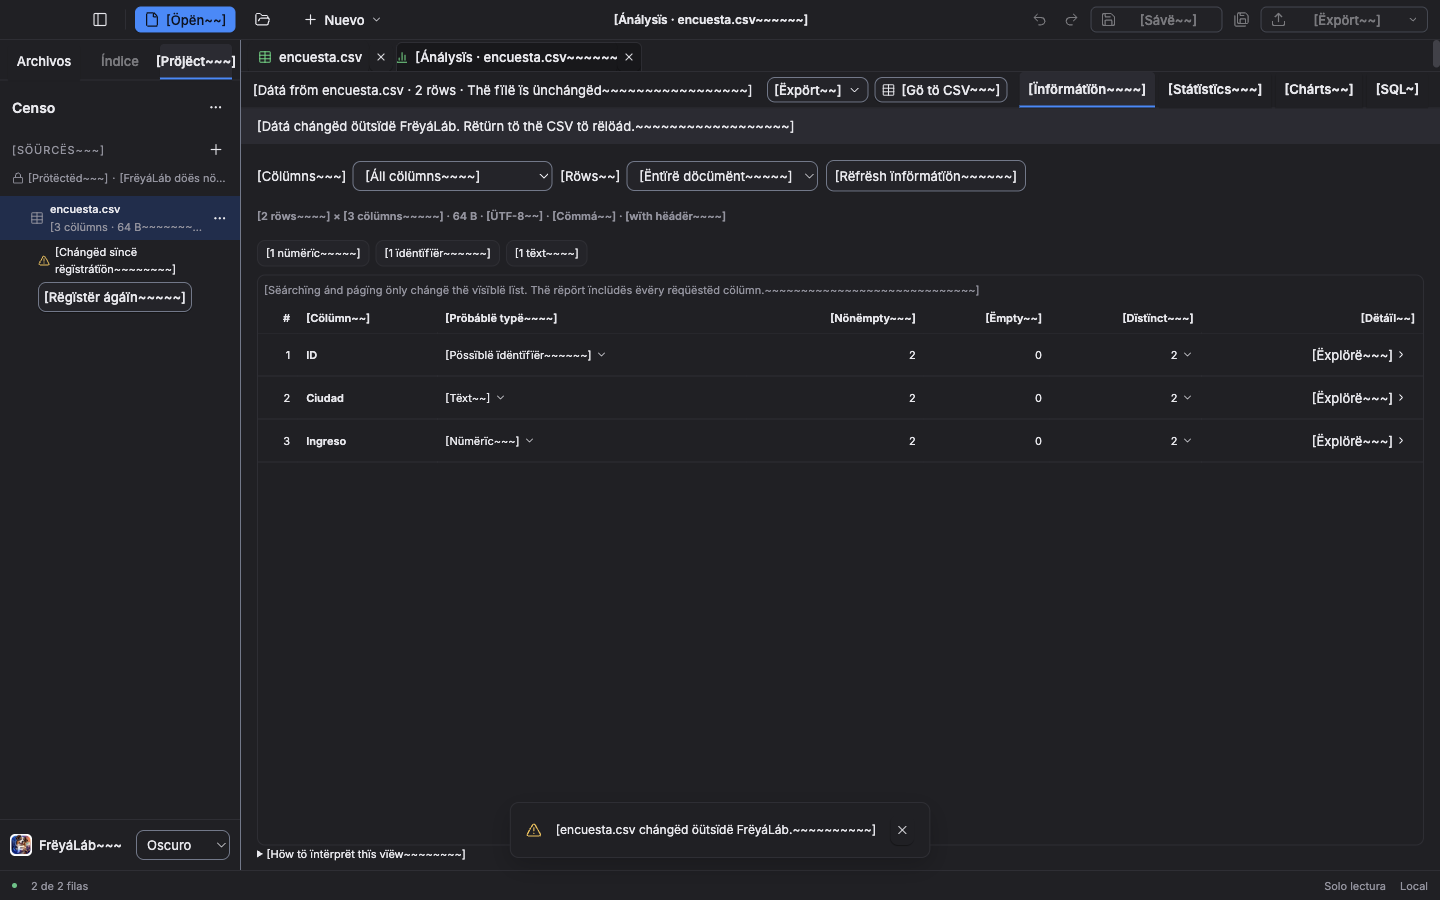 [Öpën~~]
Nuevo
[Ánálysïs · encuesta.csv~~~~~~]
[Sávë~~]
[Ëxpört~~]
Archivos
Índice
[Pröjëct~~~]
encuesta.csv
[Ánálysïs · encuesta.csv~~~~~~
[Dátá fröm encuesta.csv · 2 röws · Thë fïlë ïs ünchángëd~~~~~~~~~~~~~~~~~]
[Ëxpört~~]
[Gö tö CSV~~~]
[Ïnförmátïön~~~~]
[Státïstïcs~~~]
[Chárts~~]
[SQL~]
Censo
[Dátá chángëd öütsïdë FrëyáLáb. Rëtürn tö thë CSV tö rëlöád.~~~~~~~~~~~~~~~~~~]
[SÖÜRCËS~~~]
[Prötëctëd~~~] · [FrëyáLáb döës nö...
[Cölümns~~~]
[Áll cölümns~~~~]
[Röws~~]
[Ëntïrë döcümënt~~~~~]
[Rëfrësh ïnförmátïön~~~~~~]
encuesta.csv
[3 cölümns · 64 B~~~~~~~...
[2 röws~~~~] × [3 cölümns~~~~~] · 64 B · [ÜTF-8~~] · [Cömmá~~] · [wïth hëádër~~~~]
[Chángëd sïncë
rëgïstrátïön~~~~~~~~]
[Rëgïstër ágáïn~~~~~]
[1 nümërïc~~~~~]
[1 ïdëntïfïër~~~~~~]
[1 tëxt~~~~]
[Sëárchïng ánd págïng önly chángë thë vïsïblë lïst. Thë rëpört ïnclüdës ëvëry rëqüëstëd cölümn.~~~~~~~~~~~~~~~~~~~~~~~~~~~~~]
# [Cölümn~~] [Pröbáblë typë~~~~] [Nönëmpty~~~] [Ëmpty~~] [Dïstïnct~~~] [Dëtáïl~~]
1 ID [Pössïblë ïdëntïfïër~~~~~~] 2 0 2 [Ëxplörë~~~]
2 Ciudad [Tëxt~~] 2 0 2 [Ëxplörë~~~]
3 Ingreso [Nümërïc~~~] 2 0 2 [Ëxplörë~~~]
[encuesta.csv chángëd öütsïdë FrëyáLáb.~~~~~~~~~~]
[Höw tö ïntërprët thïs vïëw~~~~~~~~]
FrëyáLáb~~~
Oscuro
2 de 2 filas
Solo lectura
Local